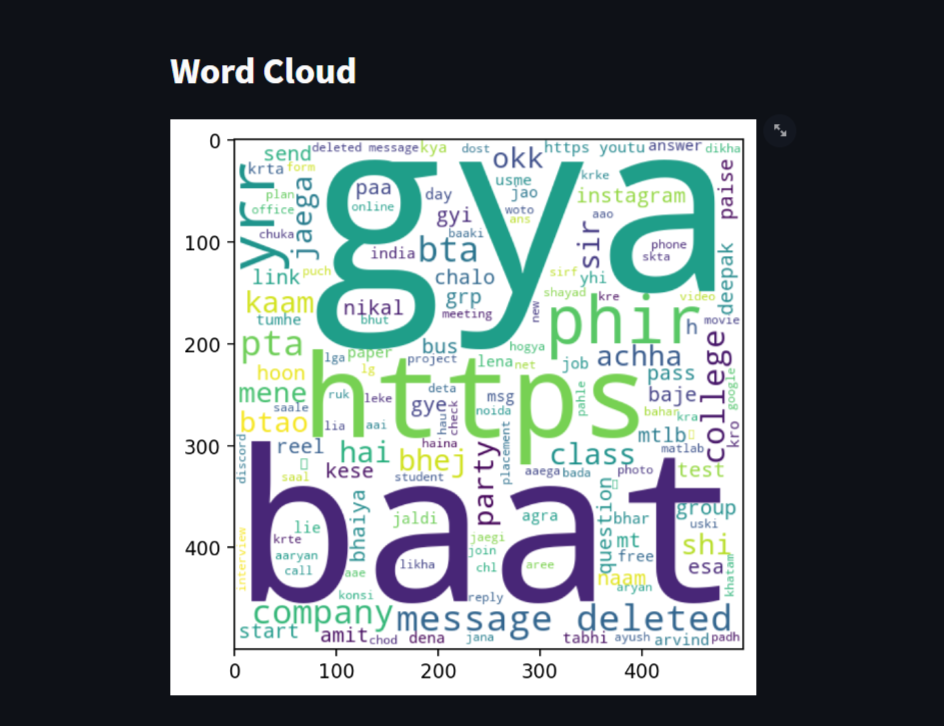 Word Cloud
0
100
200
300
400
0 100 200 300 400
send
deleted message
kya
dost
okk
https youtu
answer
dikha
krta
form
yrr
plan
office
chuka
jaega
paa
online
day
gyi
usme
jao
woto
ans
krke
instagram
aao
paise
gya
india
bta
baaki
sir
phone
skta
link
puch
chalo
sirf
yhi
deepak
kaam
tumhe
nikal
bhut
grp
meeting
new
shayad
kre
phir
video
h
movie
pta
lga
paper
bus
project
hogya
lena
net
job
achha
pass
college
google
hoon
lg
mene
saale
ruk
leke
https
deta
gye
hau
check
msg
noida
pahle
baje
bahan
kra
kro
btao
lia
aai
reel
hai
haina
mtlb
matlab
discord
saal
kese
bhej
student
party
placement
class
aaega
bada
photo
test
baat
bhaiya
jaldi
agra
question
bhar
group
uski
lie
krte
aaryan
call
interview
jaegi
join
mt
free
shi
esa
khatam
aae
likha
chl
aree
naam
aryan
konsi
reply
company
message deleted
start
amit
chod
dena
jana
tabhi
ayush
arvind
padh